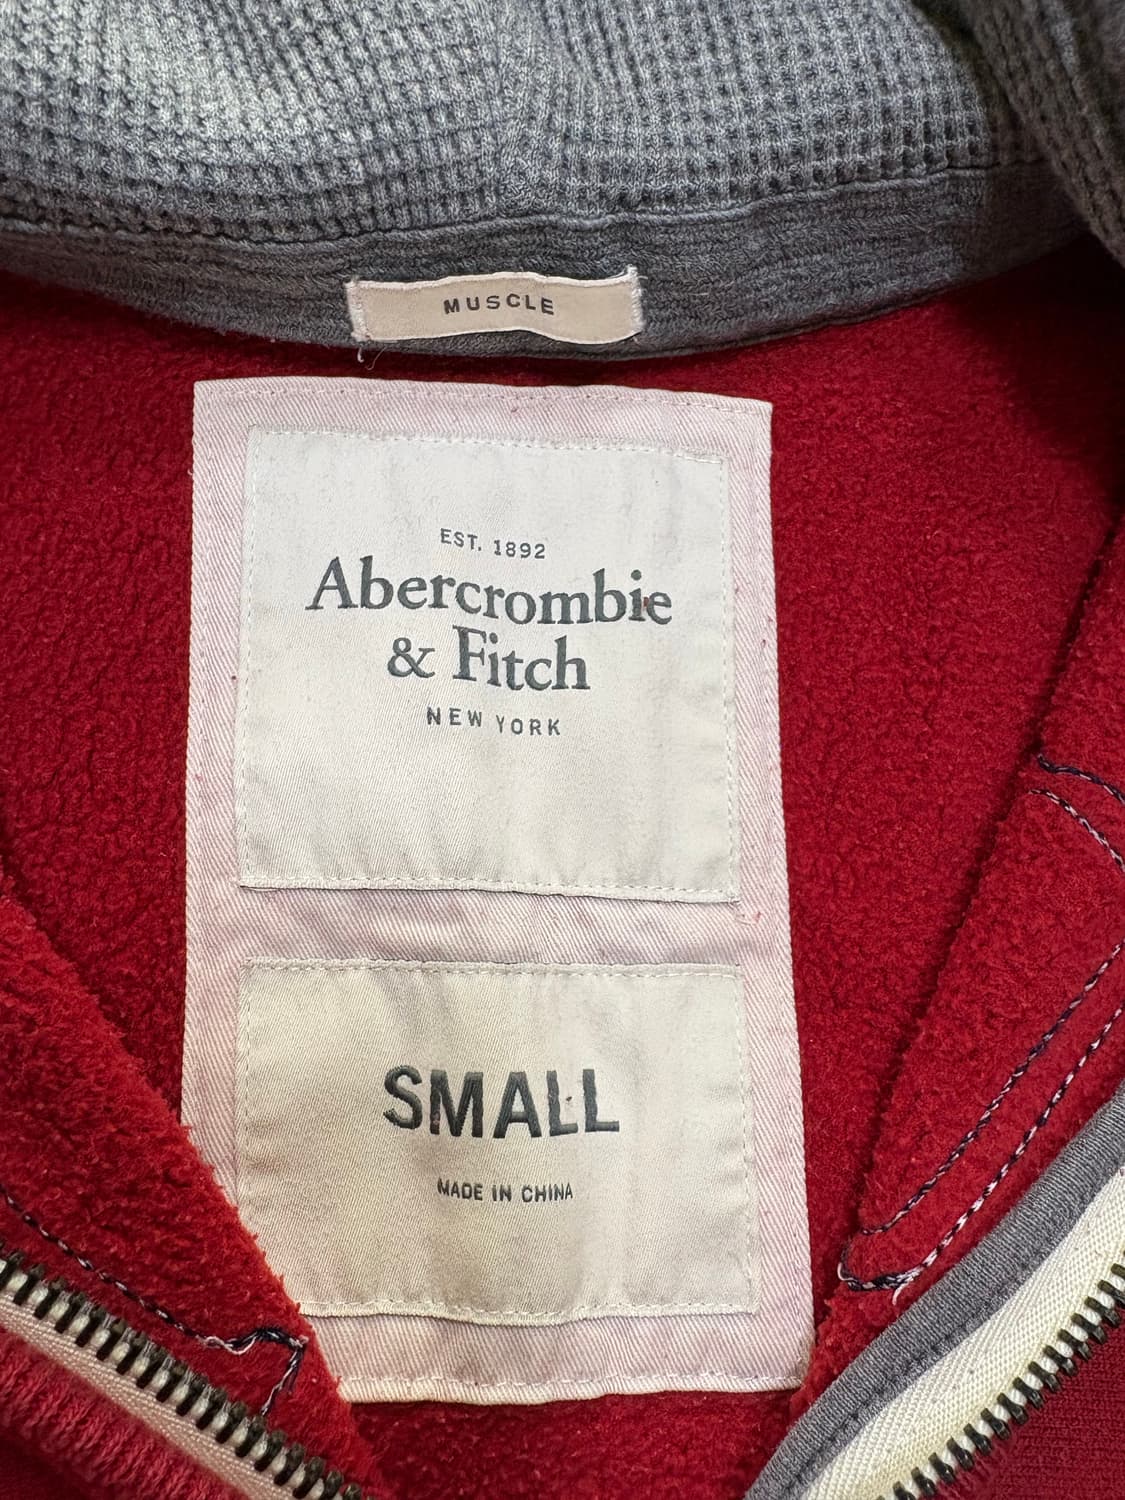 MUSCLE
EST. 1892
Abercrombie
& Fitch
NEW YORK
SMALL
MADE IN CHINA